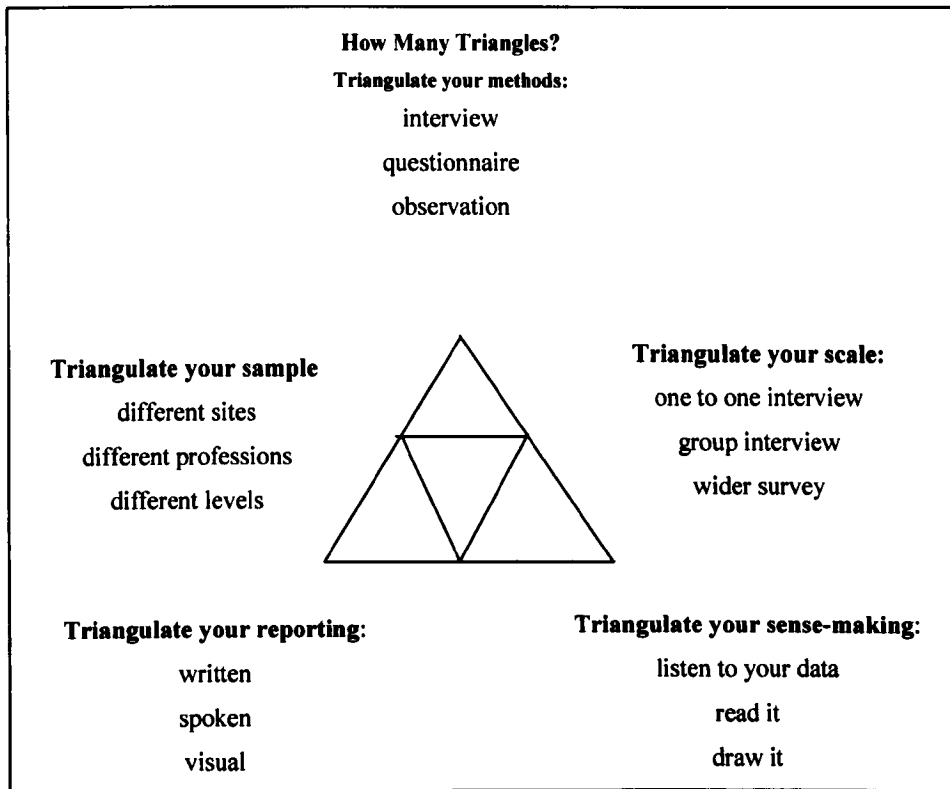 How Many Triangles?
Triangulate your methods:
interview
questionnaire
observation
Triangulate your sample
different sites
different professions
different levels
Triangulate your scale:
one to one interview
group interview
wider survey
Triangulate your reporting:
written
spoken
visual
Triangulate your sense-making:
listen to your data
read it
draw it